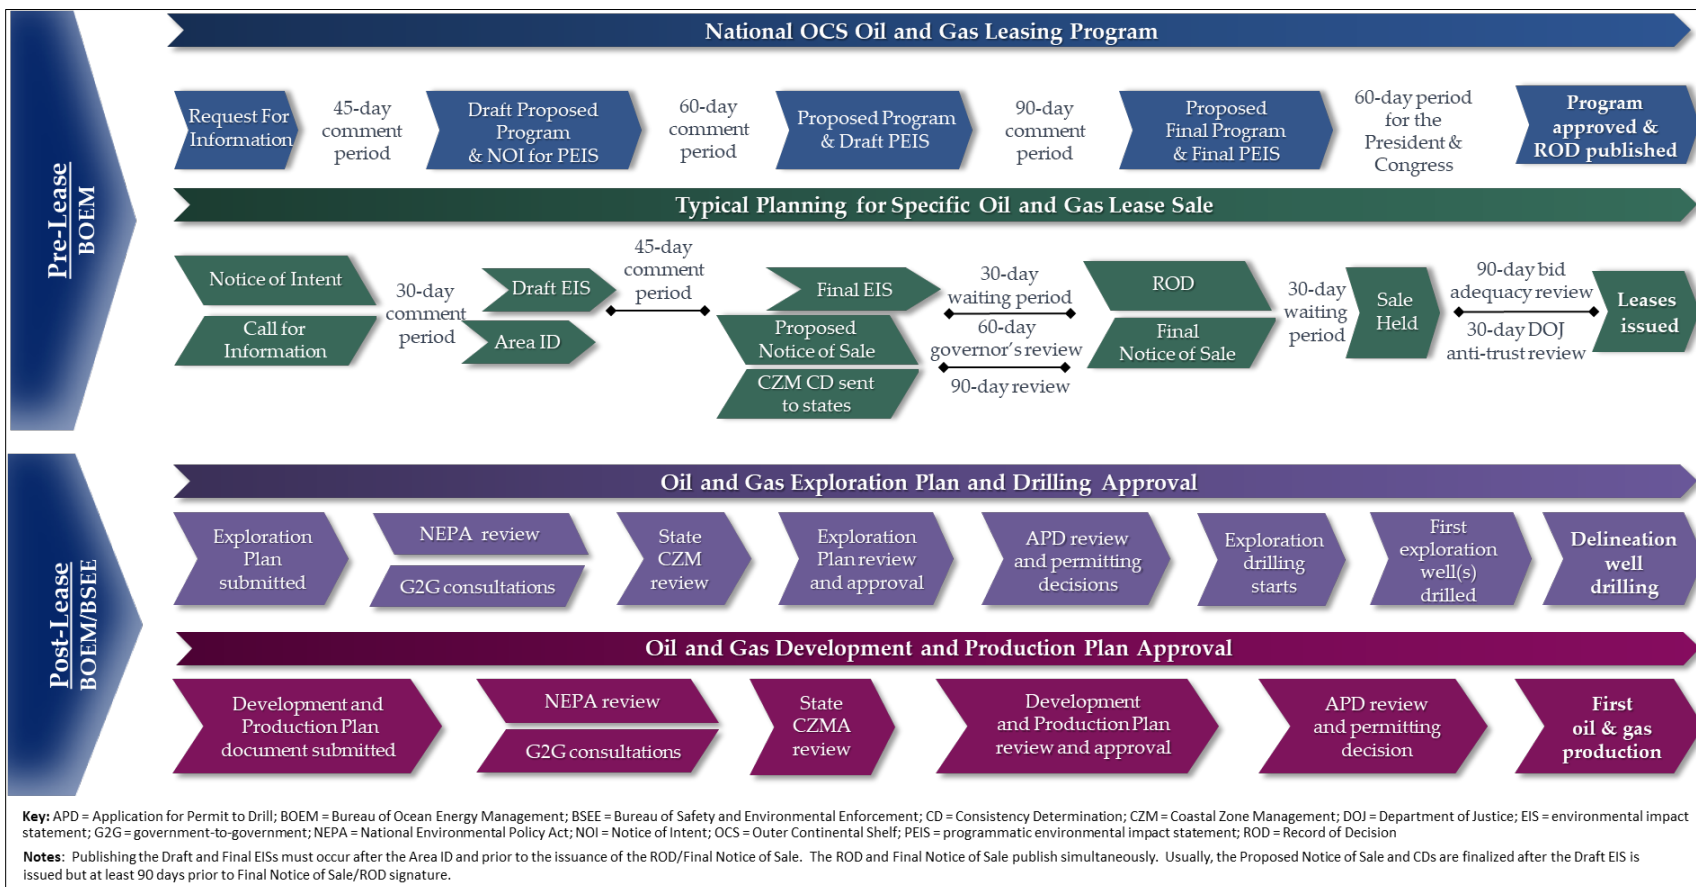 Pre-Lease
BOEM
National OCS Oil and Gas Leasing Program
Request For
Information
45-day
comment
period
Draft Proposed
Program
& NOI for PEIS
60-day
comment
period
Proposed Program
& Draft PEIS
90-day
comment
period
Proposed
Final Program
& Final PEIS
60-day period
for the
President &
Congress
Program
approved &
ROD published
Typical Planning for Specific Oil and Gas Lease Sale
Notice of Intent
Call for
Information
30-day
comment
period
Draft EIS
Area ID
45-day
comment
period
Final EIS
Proposed
Notice of Sale
CZM CD sent
to states
30-day
waiting period
60-day
governor's review
90-day review
ROD
Final
Notice of Sale
30-day
waiting
period
Sale
Held
90-day bid
adequacy review
30-day DOJ
anti-trust review
Leases
issued
Post-Lease
BOEM/BSEE
Oil and Gas Exploration Plan and Drilling Approval
Exploration
Plan
submitted
NEPA review
G2G consultations
State
CZM
review
Exploration
Plan review
and approval
APD review
and permitting
decisions
Exploration
drilling
starts
First
exploration
well(s)
drilled
Delineation
well
drilling
Oil and Gas Development and Production Plan Approval
Development and
Production Plan
document submitted
NEPA review
G2G consultations
State
CZMA
review
Development
and Production Plan
review and approval
APD review
and permitting
decision
First
oil & gas
production
Key: APD = Application for Permit to Drill; BOEM = Bureau of Ocean Energy Management; BSEE = Bureau of Safety and Environmental Enforcement; CD = Consistency Determination; CZM = Coastal Zone Management; DOJ = Department of Justice; EIS = environmental impact
statement; G2G = government-to-government; NEPA = National Environmental Policy Act; NOI = Notice of Intent; OCS = Outer Continental Shelf; PEIS = programmatic environmental impact statement; ROD = Record of Decision
Notes: Publishing the Draft and Final EISs must occur after the Area ID and prior to the issuance of the ROD/Final Notice of Sale. The ROD and Final Notice of Sale publish simultaneously. Usually, the Proposed Notice of Sale and CDs are finalized after the Draft EIS is
issued but at least 90 days prior to Final Notice of Sale/ROD signature.